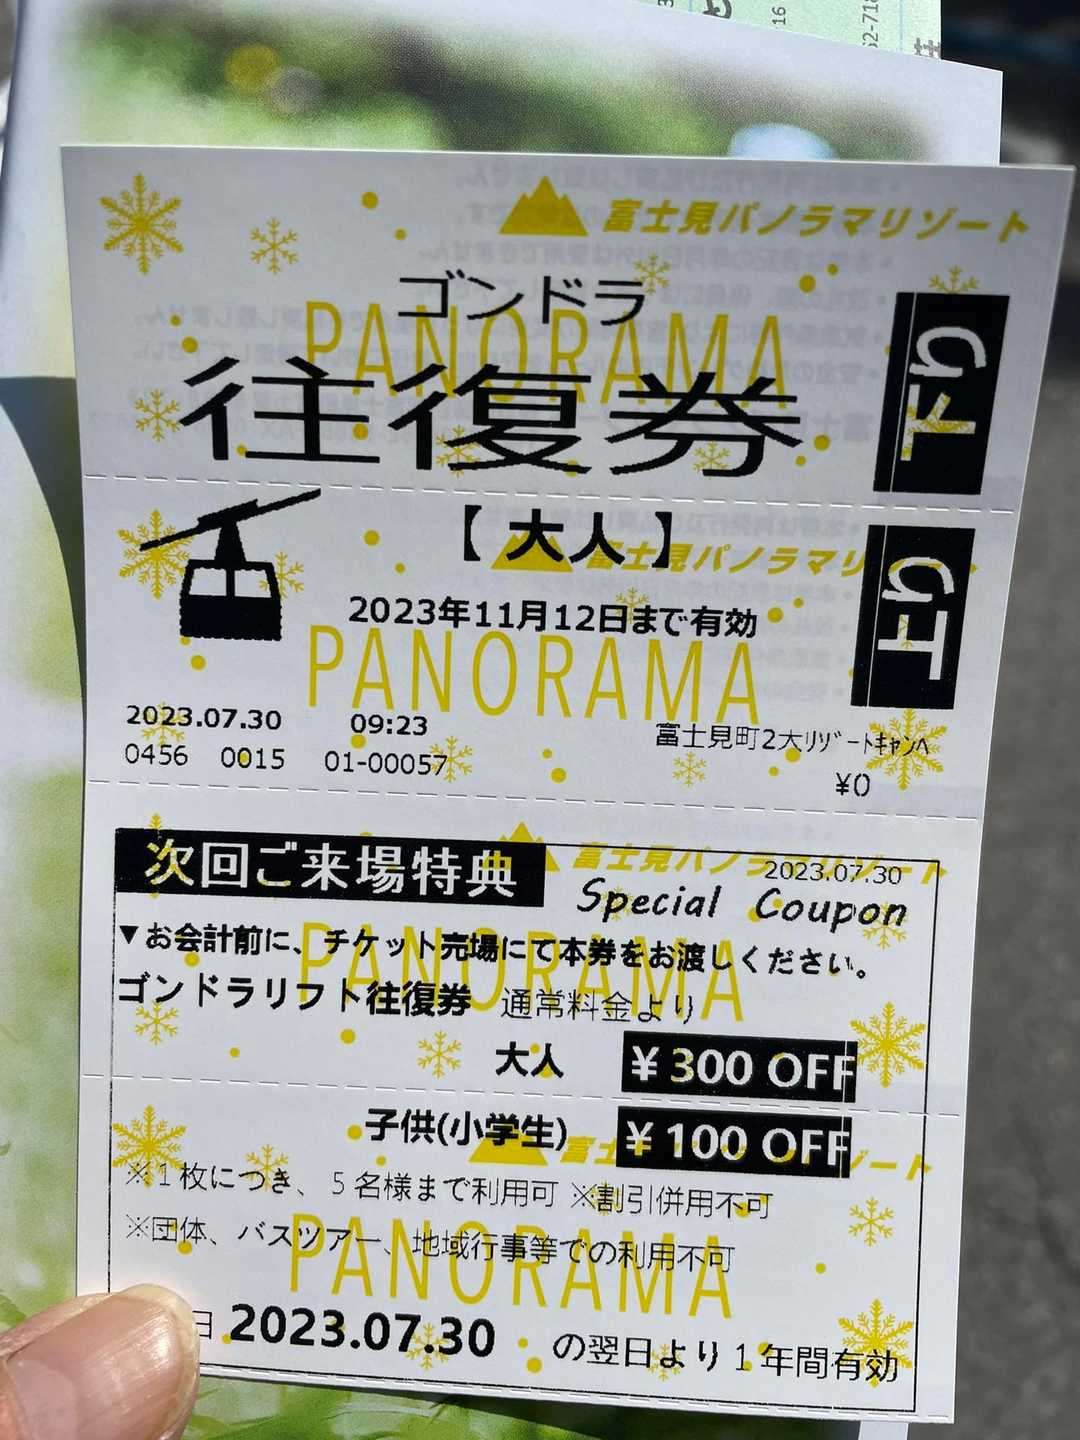 富士見パノラマリゾート
ゴンドラ
PANORAMA
往復券
上り
【大人】
富士見パノラマリゾート
下り
2023年11月12日まで有効
PANORAMA
2023.07.30 09:23 富士見町2大ﾘｿﾞｰﾄｷｬﾝﾍ
0456 0015 01-00057
¥0
富士見パノラマリゾート
次回ご来場特典 2023.07.30
Special Coupon
▼お会計前に、チケット売場にて本券をお渡しください。
PANORAMA
ゴンドラリフト往復券 通常料金より
大人 ¥300 OFF
子供(小学生) ¥100 OFF
※1枚につき、5名様まで利用可 ※割引併用不可
※団体、バスツアー、地域行事等での利用不可
PANORAMA
日 2023.07.30 の翌日より1年間有効